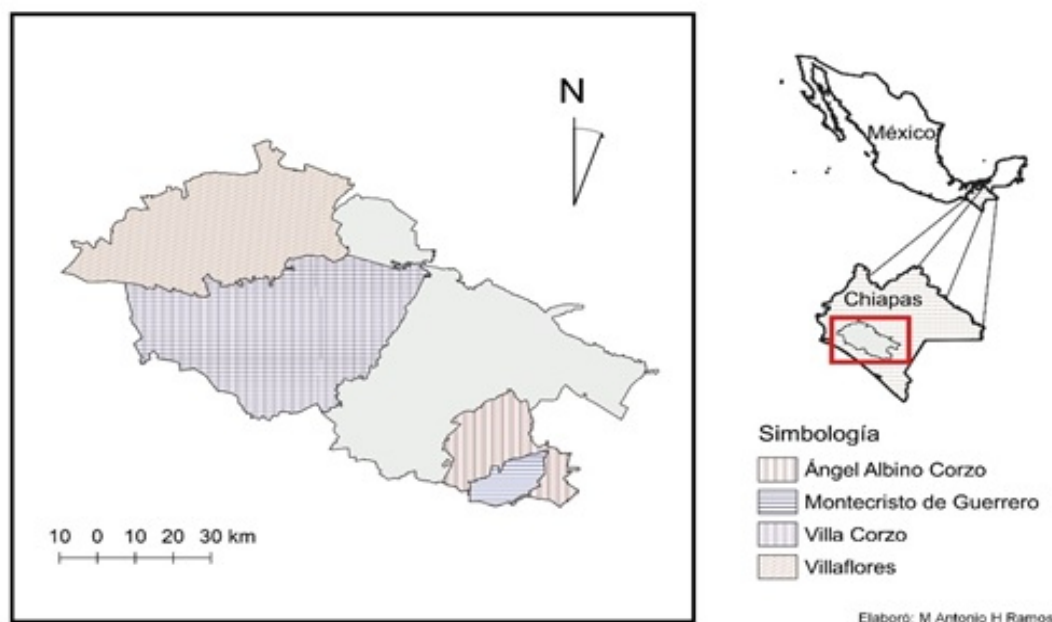 N
10 0 10 20 30 km
México
Chiapas
Simbología
Ángel Albino Corzo
Montecristo de Guerrero
Villa Corzo
Villaflores
Elaboró: M Antonio H Ramos